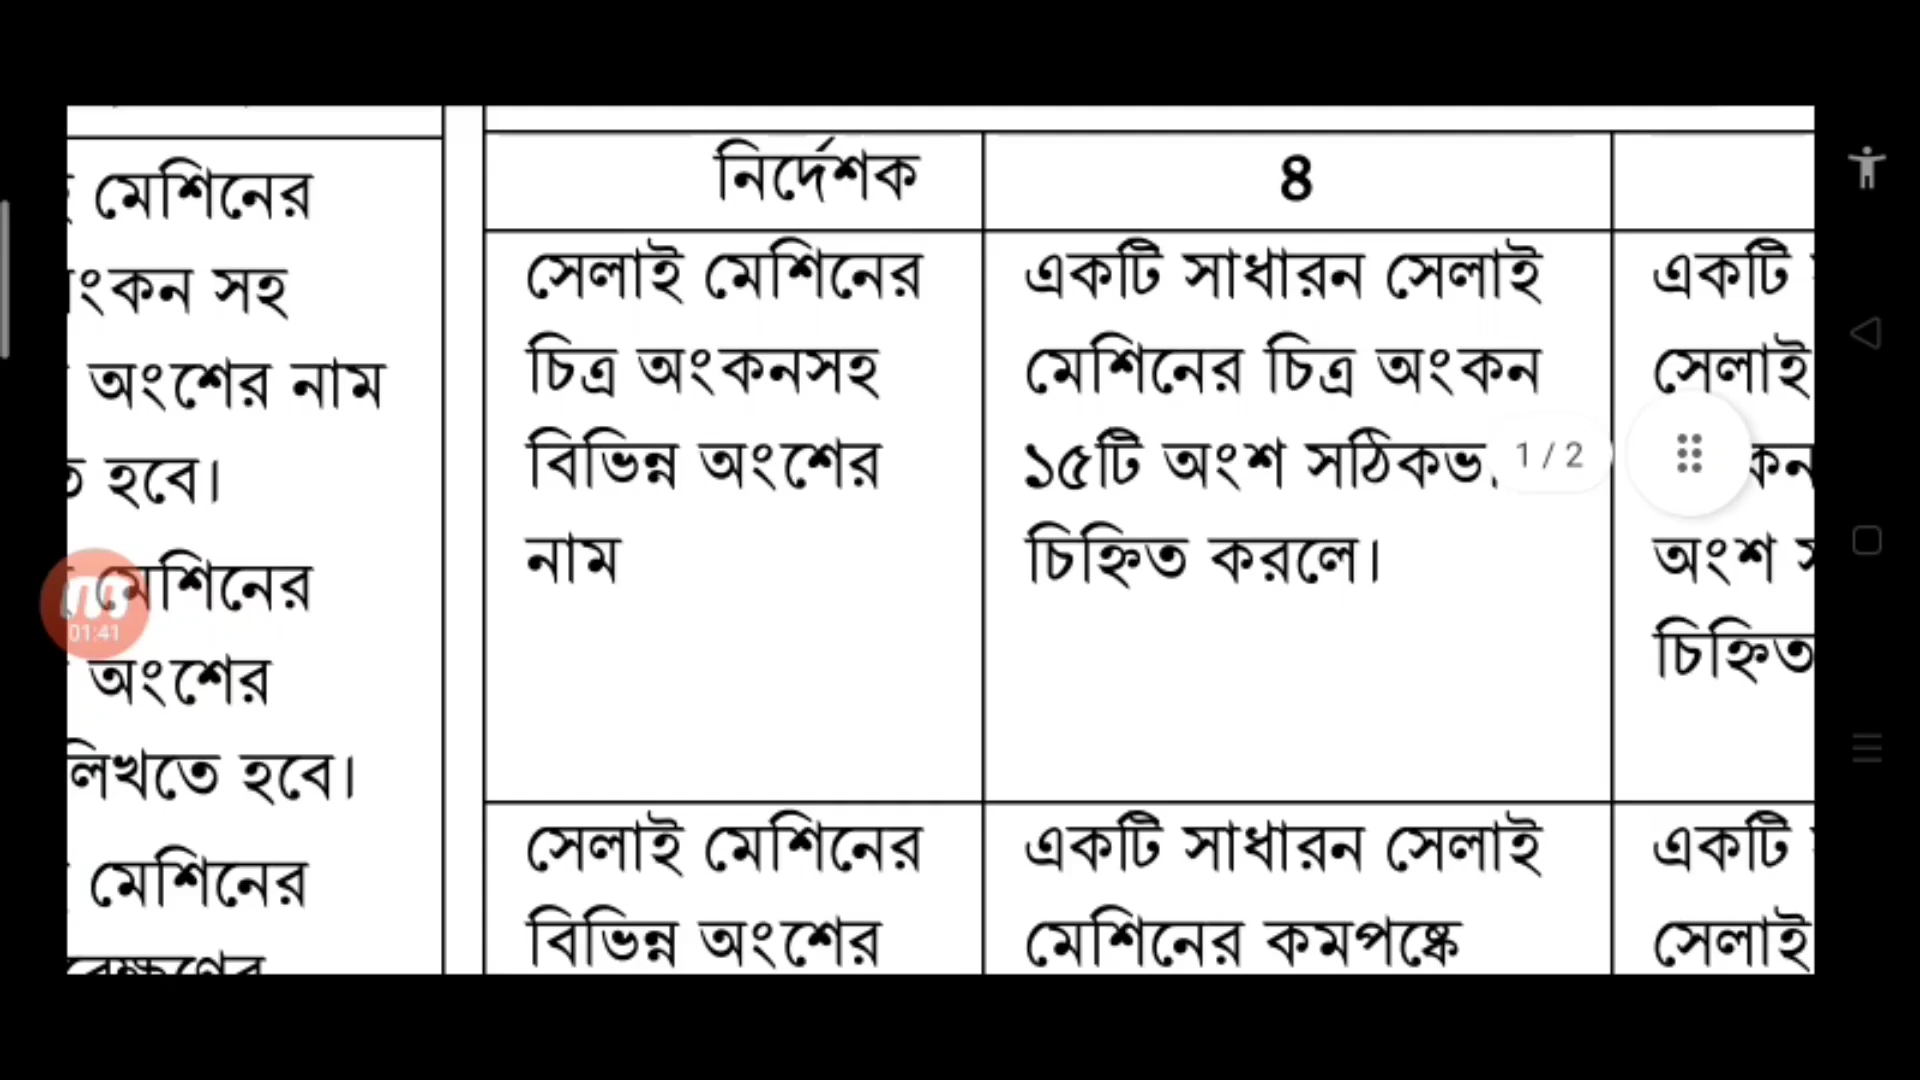 মেশিনের
ংকন সহ
অংশের নাম
ত হবে।
মেশিনের
অংশের
লিখতে হবে।
মেশিনের
নির্দেশক
৪
সেলাই মেশিনের
চিত্র অংকনসহ
বিভিন্ন অংশের
নাম
একটি সাধারন সেলাই
মেশিনের চিত্র অংকন
১৫টি অংশ সঠিকভ
চিহ্নিত করলে।
একটি
সেলাই
কন
অংশ স
চিহ্নিত
সেলাই মেশিনের
বিভিন্ন অংশের
একটি সাধারন সেলাই
মেশিনের কমপক্ষে
একটি
সেলাই
1 / 2
01:41